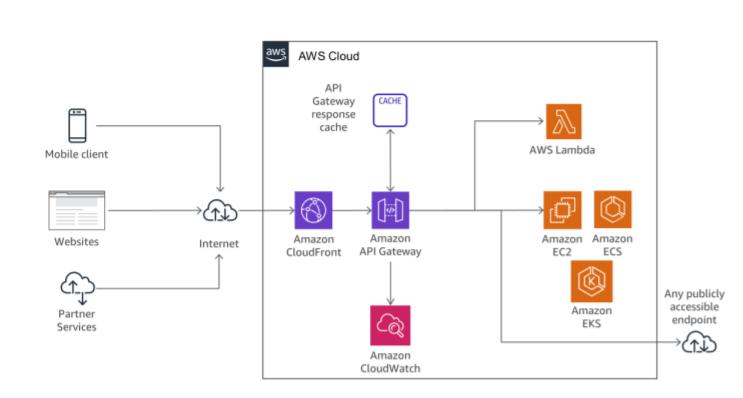 aws
AWS Cloud
API
Gateway
response
cache
CACHE
Mobile client
AWS Lambda
Websites
Internet
Amazon
CloudFront
Amazon
API Gateway
Amazon
EC2
Amazon
ECS
Amazon
EKS
Partner
Services
Any publicly
accessible
endpoint
Amazon
CloudWatch